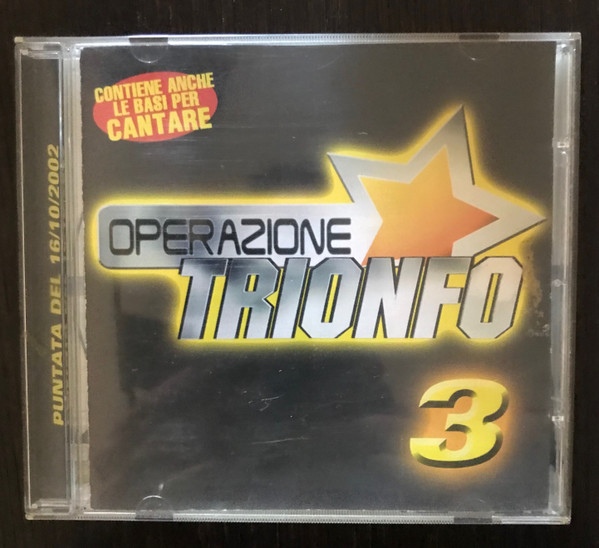 CONTIENE ANCHE
LE BASI PER
CANTARE
OPERAZIONE
TRIONFO
3
PUNTATA DEL 16/10/2002